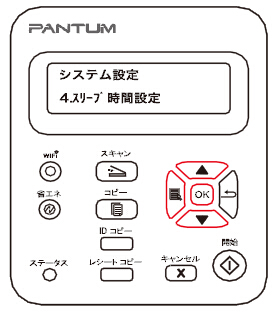 PANTUM
システム設定
4.ｽﾘｰﾌﾟ時間設定
WiFi
スキャン
省エネ
コピー
OK
ID コピー
開始
ステータス
レシートコピー
キャンセル